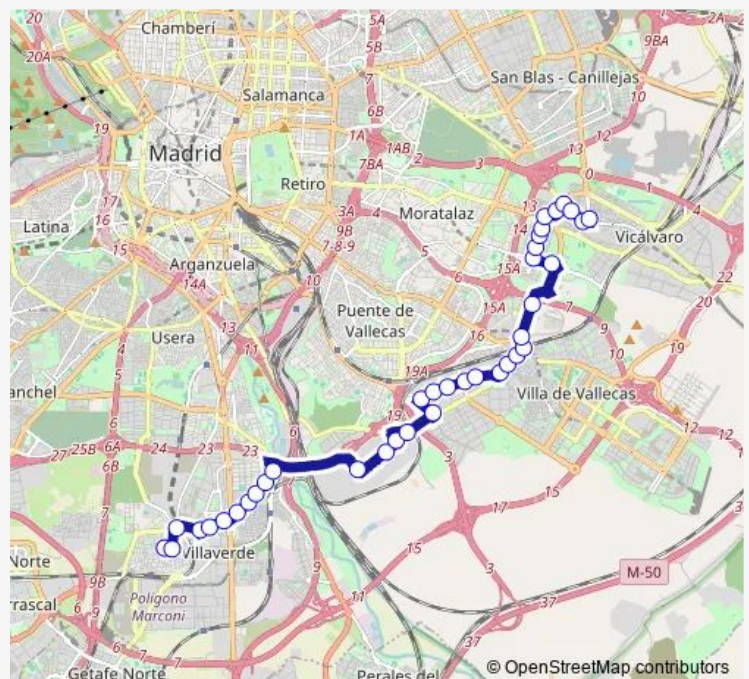 20
5A
2A
20A
Chamberí
5B
9BA
7
San Blas - Canillejas
10
Salamanca
13
19
1A
1AB
12
Madrid
7BA
2
3
13
0
1
17
16
Retiro
3A
4
13
4
Latina
9B
Moratalaz
14
7-8-9
5
Vicálvaro
15
Arganzuela
10
6
15A
20
14A
22
15A
7
Puente de
Vallecas
Usera
13
16
9
11
10
19
anchel
4
19A
Villa de Vallecas
5
19
12
12
27
25B
6A
24
23
23
6
6B
3
17
15
7
Villaverde
15
Norte
9B
9
M-50
3
rrascal
6
Polígono
Marconi
11
37
37
6
7
7
Getafe Norte
Perales del
© OpenStreetMap contributors